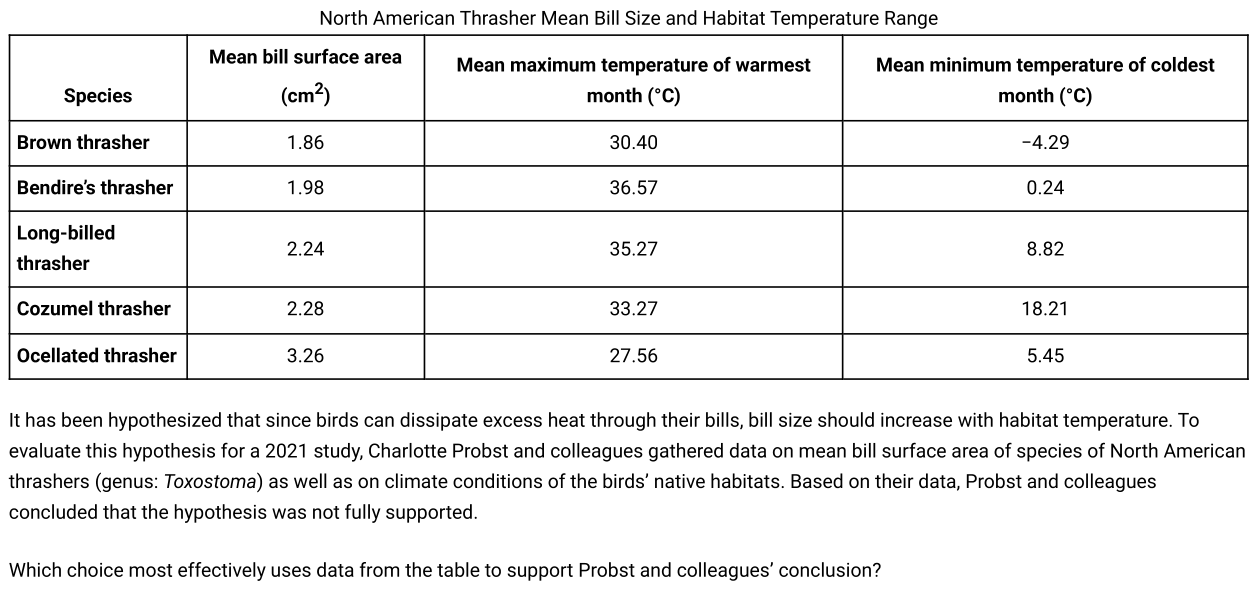 North American Thrasher Mean Bill Size and Habitat Temperature Range
Species
Mean bill surface area
(cm²)
Mean maximum temperature of warmest
month (°C)
Mean minimum temperature of coldest
month (°C)
Brown thrasher 1.86 30.40 −4.29
Bendire’s thrasher 1.98 36.57 0.24
Long-billed
thrasher 2.24 35.27 8.82
Cozumel thrasher 2.28 33.27 18.21
Ocellated thrasher 3.26 27.56 5.45
It has been hypothesized that since birds can dissipate excess heat through their bills, bill size should increase with habitat temperature. To
evaluate this hypothesis for a 2021 study, Charlotte Probst and colleagues gathered data on mean bill surface area of species of North American
thrashers (genus: Toxostoma) as well as on climate conditions of the birds’ native habitats. Based on their data, Probst and colleagues
concluded that the hypothesis was not fully supported.
Which choice most effectively uses data from the table to support Probst and colleagues’ conclusion?